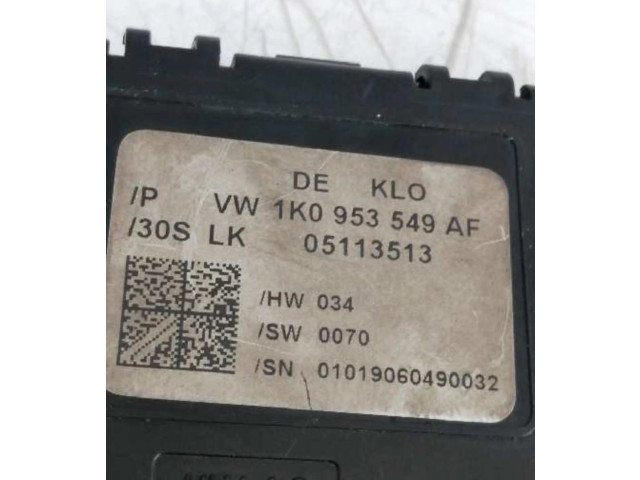 DE KLO
/P VW 1K0 953 549 AF
/30S LK 05113513
/HW 034
/SW 0070
/SN 01019060490032